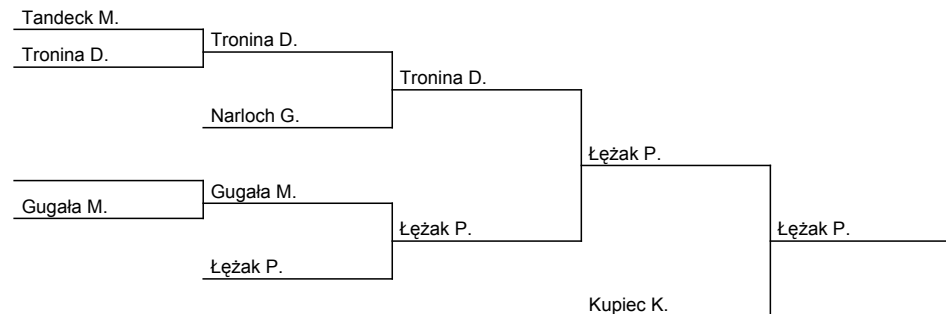 Tandeck M.
Tronina D.
Tronina D.
Tronina D.
Narloch G.
Łężak P.
Gugała M.
Gugała M.
Łężak P.
Łężak P.
Łężak P.
Kupiec K.